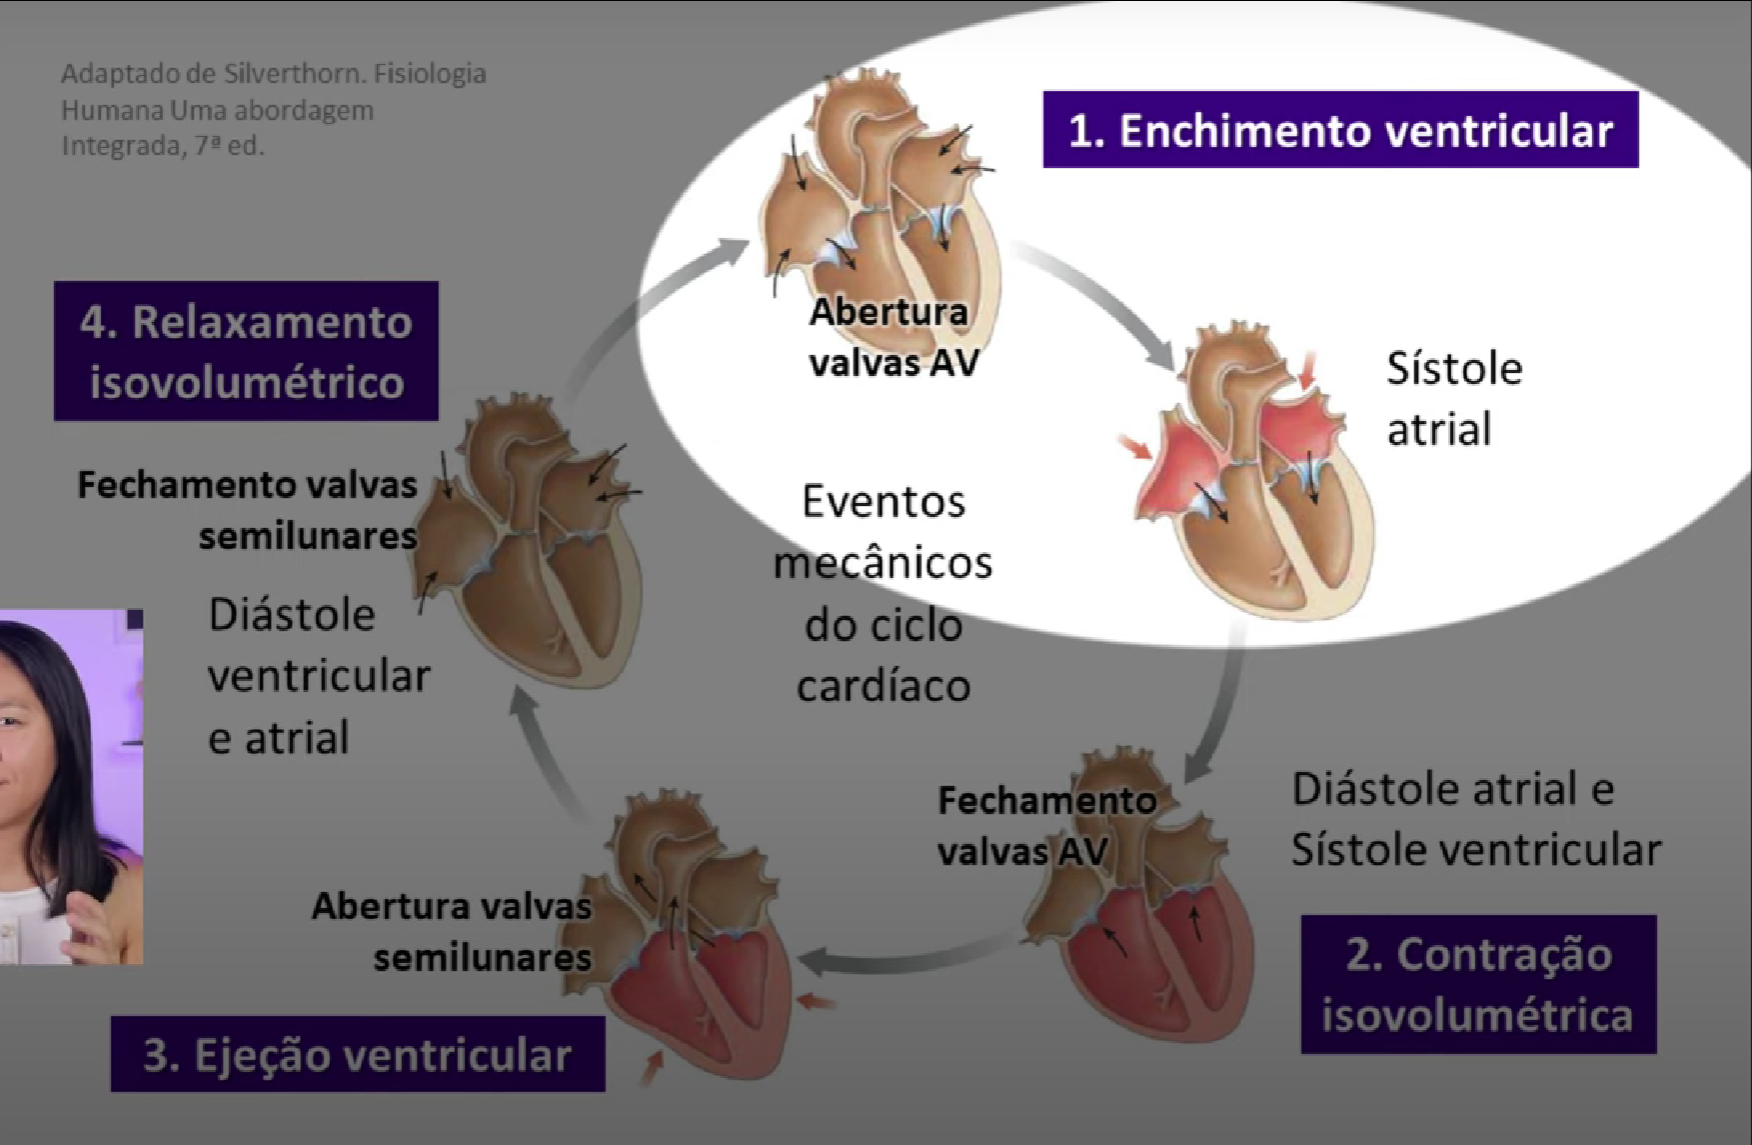 Adaptado de Silverthorn. Fisiologia
Humana Uma abordagem
Integrada, 7ª ed.
1. Enchimento ventricular
Abertura
valvas AV
Sístole
atrial
Eventos
mecânicos
do ciclo
cardíaco
Fechamento
valvas AV
Diástole atrial e
Sístole ventricular
2. Contração
isovolumétrica
Abertura valvas
semilunares
3. Ejeção ventricular
4. Relaxamento
isovolumétrico
Fechamento valvas
semilunares
Diástole
ventricular
e atrial